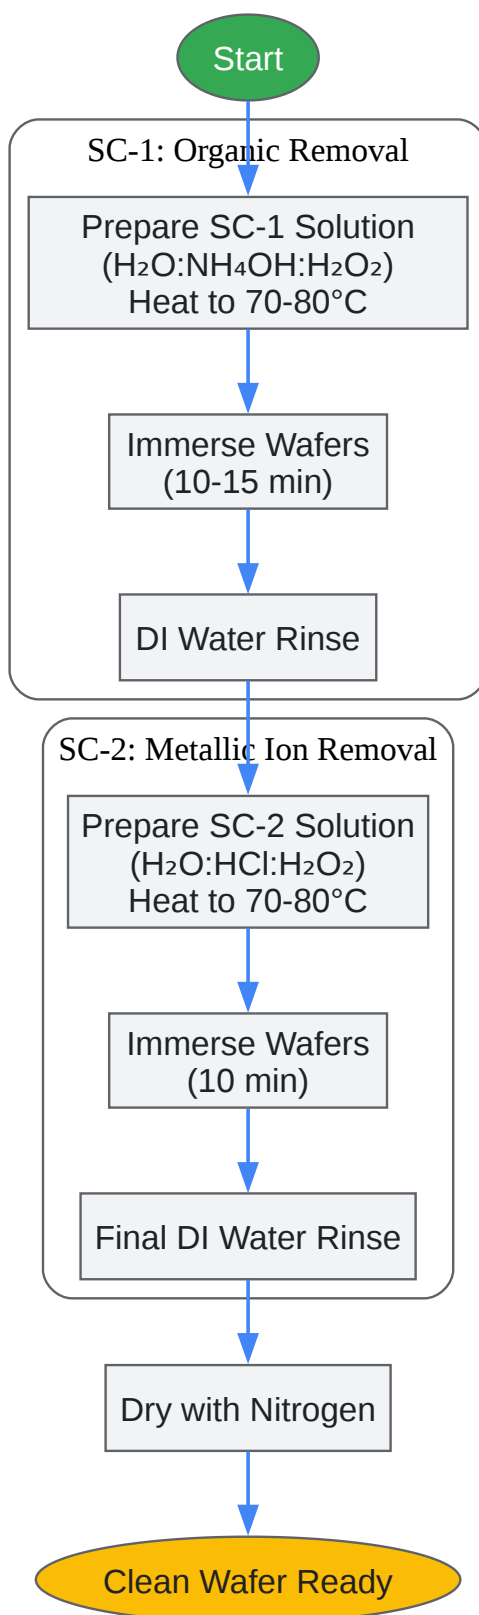 Start
SC-1: Organic Removal
Prepare SC-1 Solution
(H₂O:NH₄OH:H₂O₂)
Heat to 70-80°C
Immerse Wafers
(10-15 min)
DI Water Rinse
SC-2: Metallic Ion Removal
Prepare SC-2 Solution
(H₂O:HCl:H₂O₂)
Heat to 70-80°C
Immerse Wafers
(10 min)
Final DI Water Rinse
Dry with Nitrogen
Clean Wafer Ready